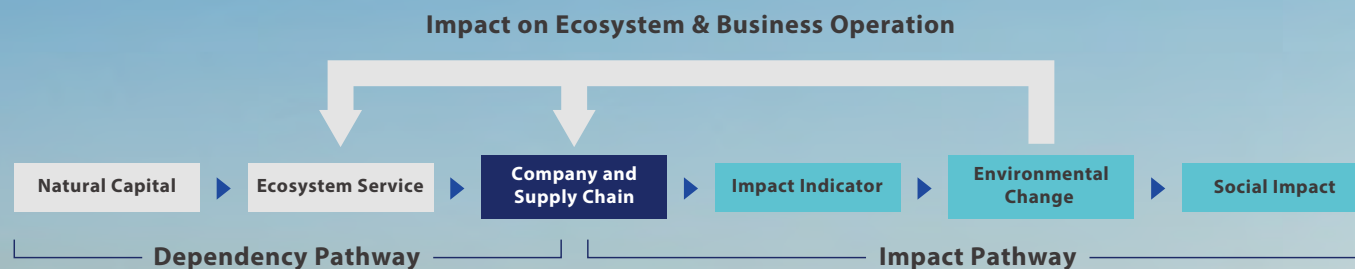 Impact on Ecosystem & Business Operation
Natural Capital
Ecosystem Service
Company and
Supply Chain
Impact Indicator
Environmental
Change
Social Impact
Dependency Pathway
Impact Pathway